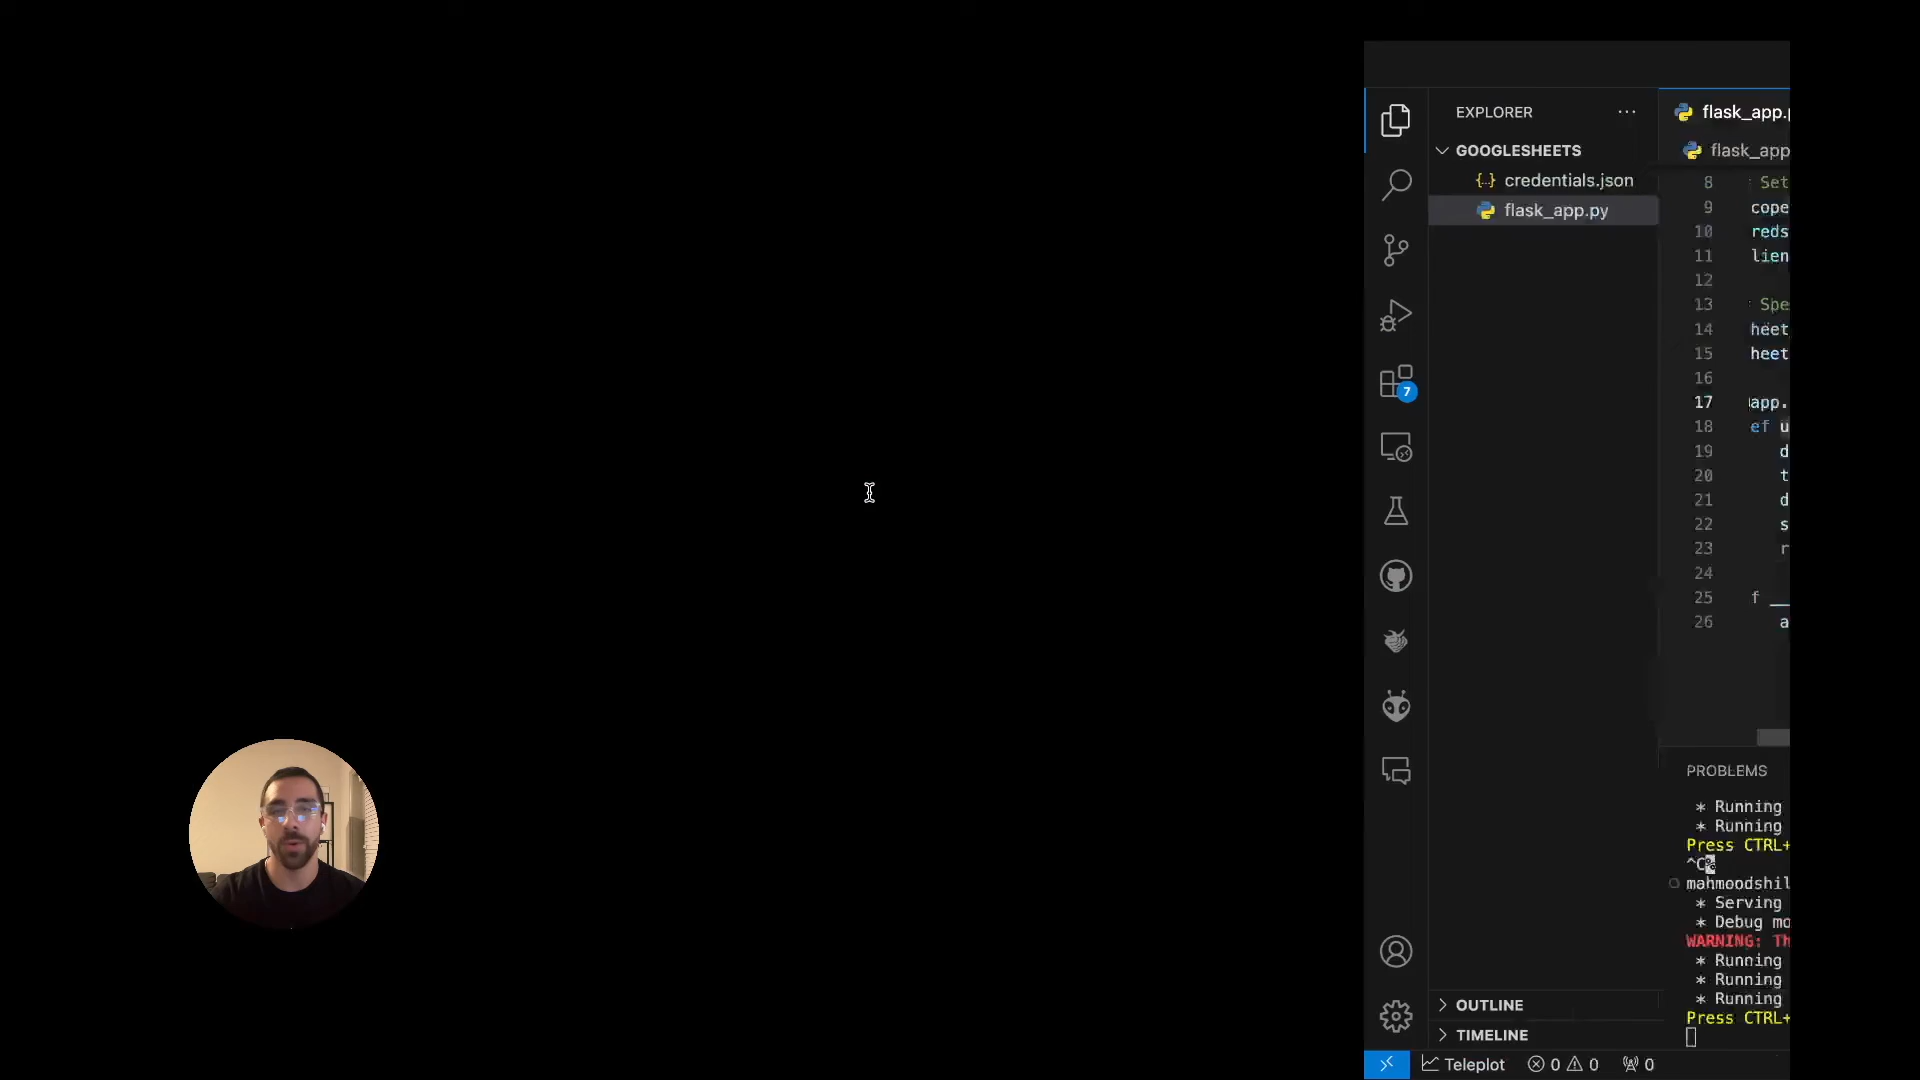 EXPLORER
GOOGLESHEETS
{..} credentials.json
flask_app.py
7
OUTLINE
TIMELINE
flask_app.p
flask_app
8 Set
9 cope
10 reds
11 lien
12
13 Spe
14 heet
15 heet
16
17 app.
18 ef u
19 d
20 t
21 d
22 s
23 r
24
25 f __
26 a
PROBLEMS
* Running
* Running
Press CTRL+
^C%
mahmoodshil
* Serving
* Debug mo
WARNING: Th
* Running
* Running
* Running
Press CTRL+
Teleplot 0 0 0